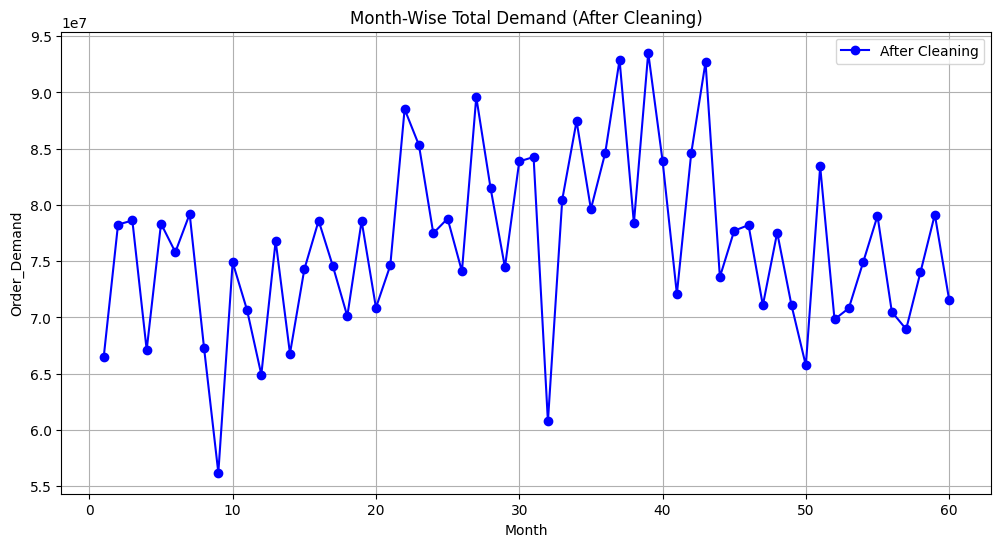 Month-Wise Total Demand (After Cleaning)
1e7
After Cleaning
9.5
9.0
8.5
8.0
7.5
7.0
6.5
6.0
5.5
Order_Demand
0 10 20 30 40 50 60
Month